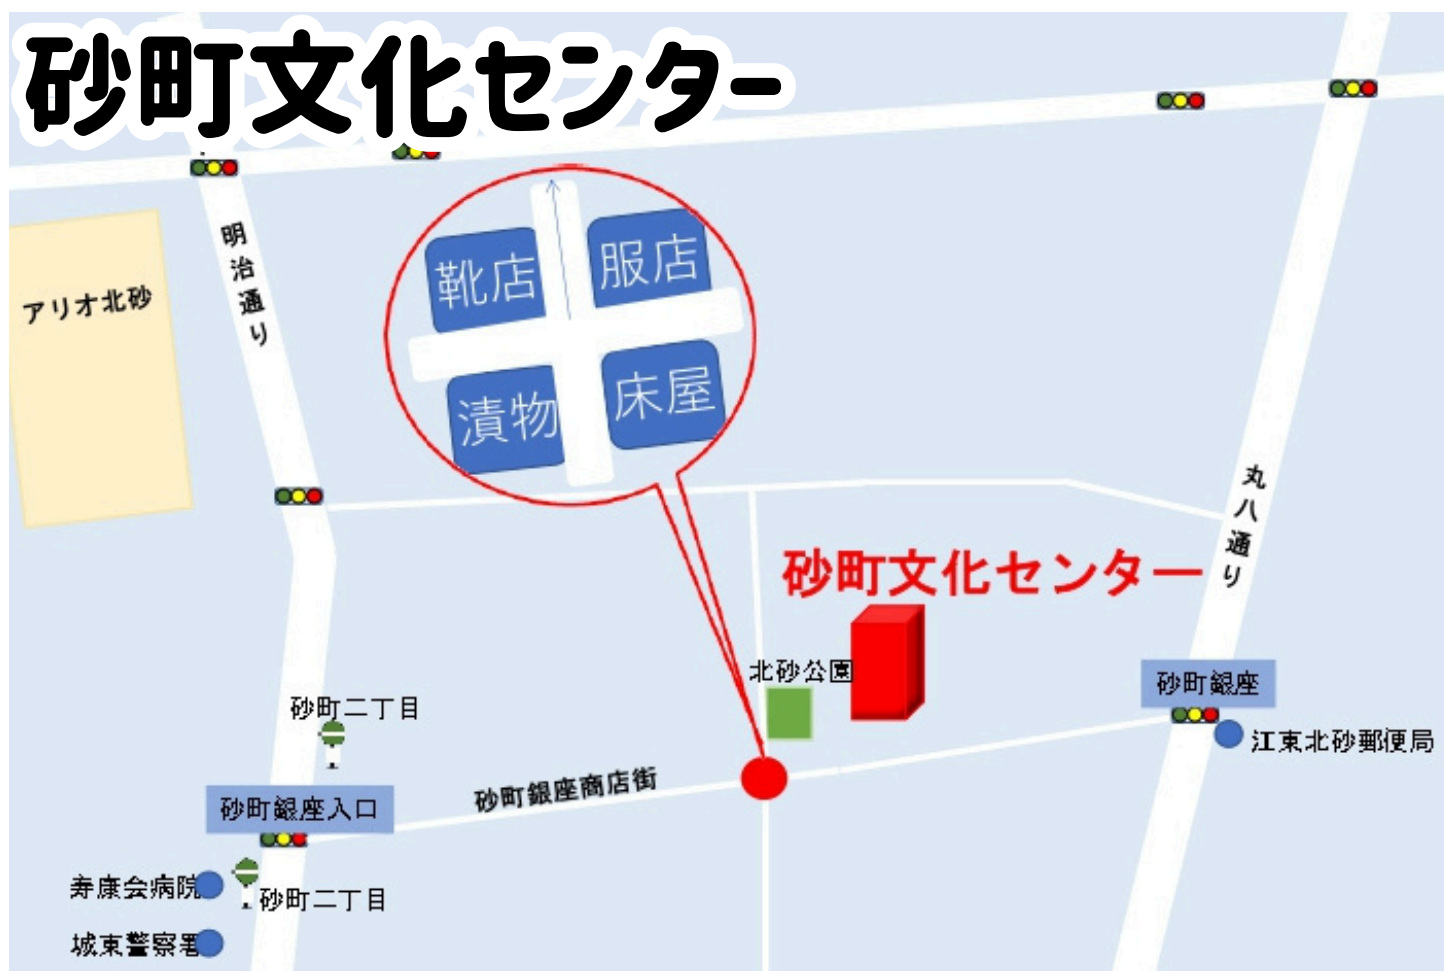 砂町文化センター
明治通り
アリオ北砂
靴店
服店
漬物
床屋
丸八通り
砂町文化センター
北砂公園
砂町銀座
江東北砂郵便局
砂町二丁目
砂町銀座商店街
砂町銀座入口
寿康会病院
砂町二丁目
城東警察署